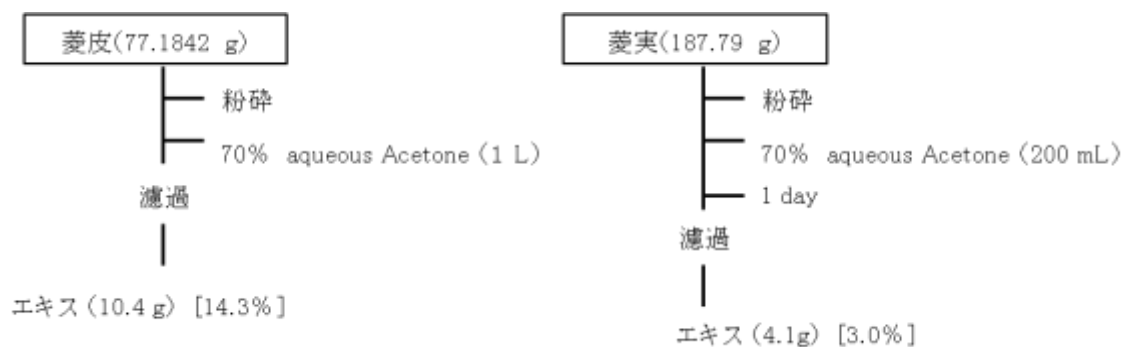 菱皮(77.1842 g)
粉砕
70% aqueous Acetone (1 L)
濾過
エキス(10.4 g) [14.3%]
菱実(187.79 g)
粉砕
70% aqueous Acetone (200 mL)
1 day
濾過
エキス(4.1g) [3.0%]